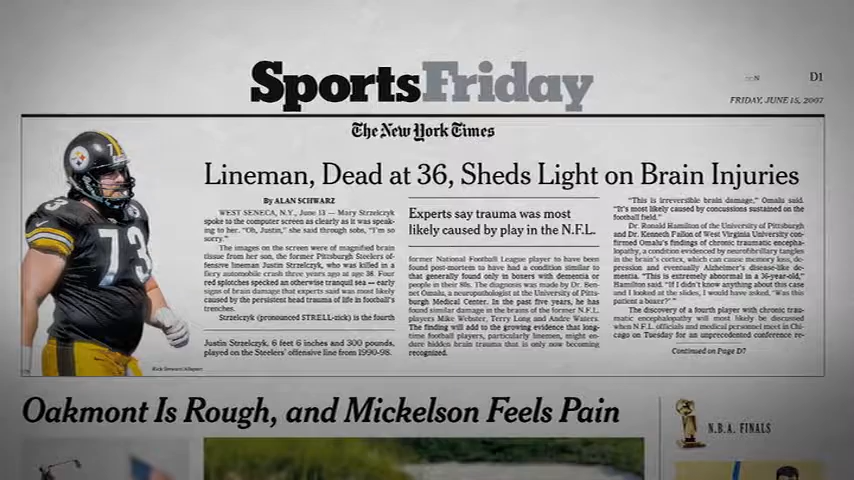 SportsFriday
N
D1
FRIDAY, JUNE 15, 2007
The New York Times
Lineman, Dead at 36, Sheds Light on Brain Injuries
By ALAN SCHWARZ
WEST SENECA, N.Y., June 13 — Mary Strzelczyk
spoke to the computer screen as clearly as it was speak-
ing to her. "Oh, Justin," she said through sobs, "I'm so
sorry."
The images on the screen were of magnified brain
tissue from her son, the former Pittsburgh Steelers of-
fensive lineman Justin Strzelczyk, who was killed in a
fiery automobile crash three years ago at age 36. Four
red splotches speckled an otherwise tranquil sea — early
signs of brain damage that experts said was most likely
caused by the persistent head trauma of life in football's
trenches.
Strzelczyk (pronounced STRELL-zick) is the fourth
Justin Strzelczyk, 6 feet 6 inches and 300 pounds,
played on the Steelers' offensive line from 1990-98.
Experts say trauma was most
likely caused by play in the N.F.L.
former National Football League player to have been
found post-mortem to have had a condition similar to
that generally found only in boxers with dementia or
people in their 80s. The diagnosis was made by Dr. Ben-
net Omalu, a neuropathologist at the University of Pitts-
burgh Medical Center. In the past five years, he has
found similar damage in the brains of the former N.F.L.
players Mike Webster, Terry Long and Andre Waters.
The finding will add to the growing evidence that long-
time football players, particularly linemen, might en-
dure hidden brain trauma that is only now becoming
recognized.
"This is irreversible brain damage," Omalu said.
"It's most likely caused by concussions sustained on the
football field."
Dr. Ronald Hamilton of the University of Pittsburgh
and Dr. Kenneth Fallon of West Virginia University con-
firmed Omalu's findings of chronic traumatic encepha-
lopathy, a condition evidenced by neurofibrillary tangles
in the brain's cortex, which can cause memory loss, de-
pression and eventually Alzheimer's disease-like de-
mentia. "This is extremely abnormal in a 36-year-old,"
Hamilton said. "If I didn't know anything about this case
and I looked at the slides, I would have asked, 'Was this
patient a boxer?'"
The discovery of a fourth player with chronic trau-
matic encephalopathy will most likely be discussed
when N.F.L. officials and medical personnel meet in Chi-
cago on Tuesday for an unprecedented conference re-
Continued on Page D7
73
Oakmont Is Rough, and Mickelson Feels Pain
N.B.A. FINALS